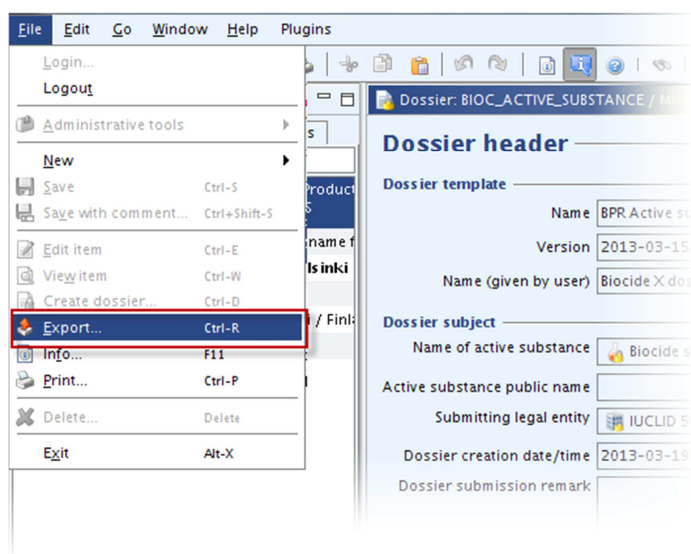 File Edit Go Window Help Plugins
Login...
Logout
Administrative tools
New
Save Ctrl-S
Save with comment... Ctrl+Shift-S
Edit item Ctrl-E
View item Ctrl-W
Create dossier... Ctrl-D
Export... Ctrl-R
Info... F11
Print... Ctrl-P
Delete... Delete
Exit Alt-X
s
Product
name f
lsinki
i / Finla
Dossier: BIOC_ACTIVE_SUBSTANCE /
Dossier header
Dossier template
Name BPR Active su
Version 2013-03-15
Name (given by user) Biocide X dos
Dossier subject
Name of active substance Biocide s
Active substance public name
Submitting legal entity IUCLID 5
Dossier creation date/time 2013-03-19
Dossier submission remark